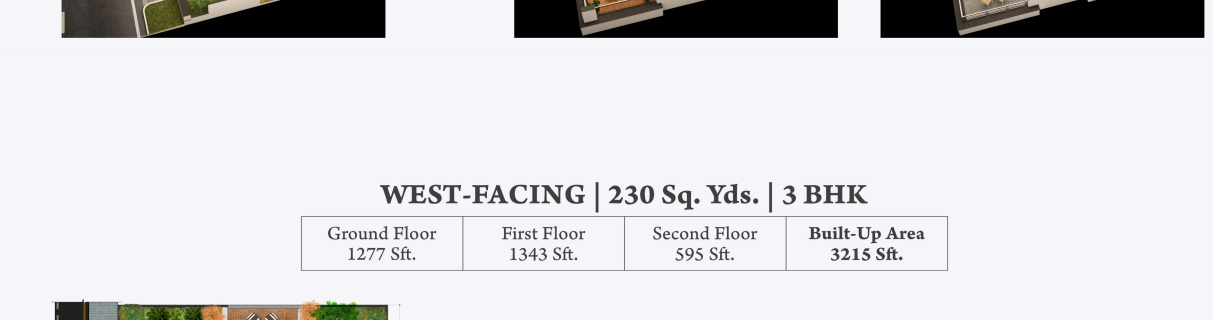 WEST-FACING | 230 Sq. Yds. | 3 BHK
Ground Floor
1277 Sft.
First Floor
1343 Sft.
Second Floor
595 Sft.
Built-Up Area
3215 Sft.